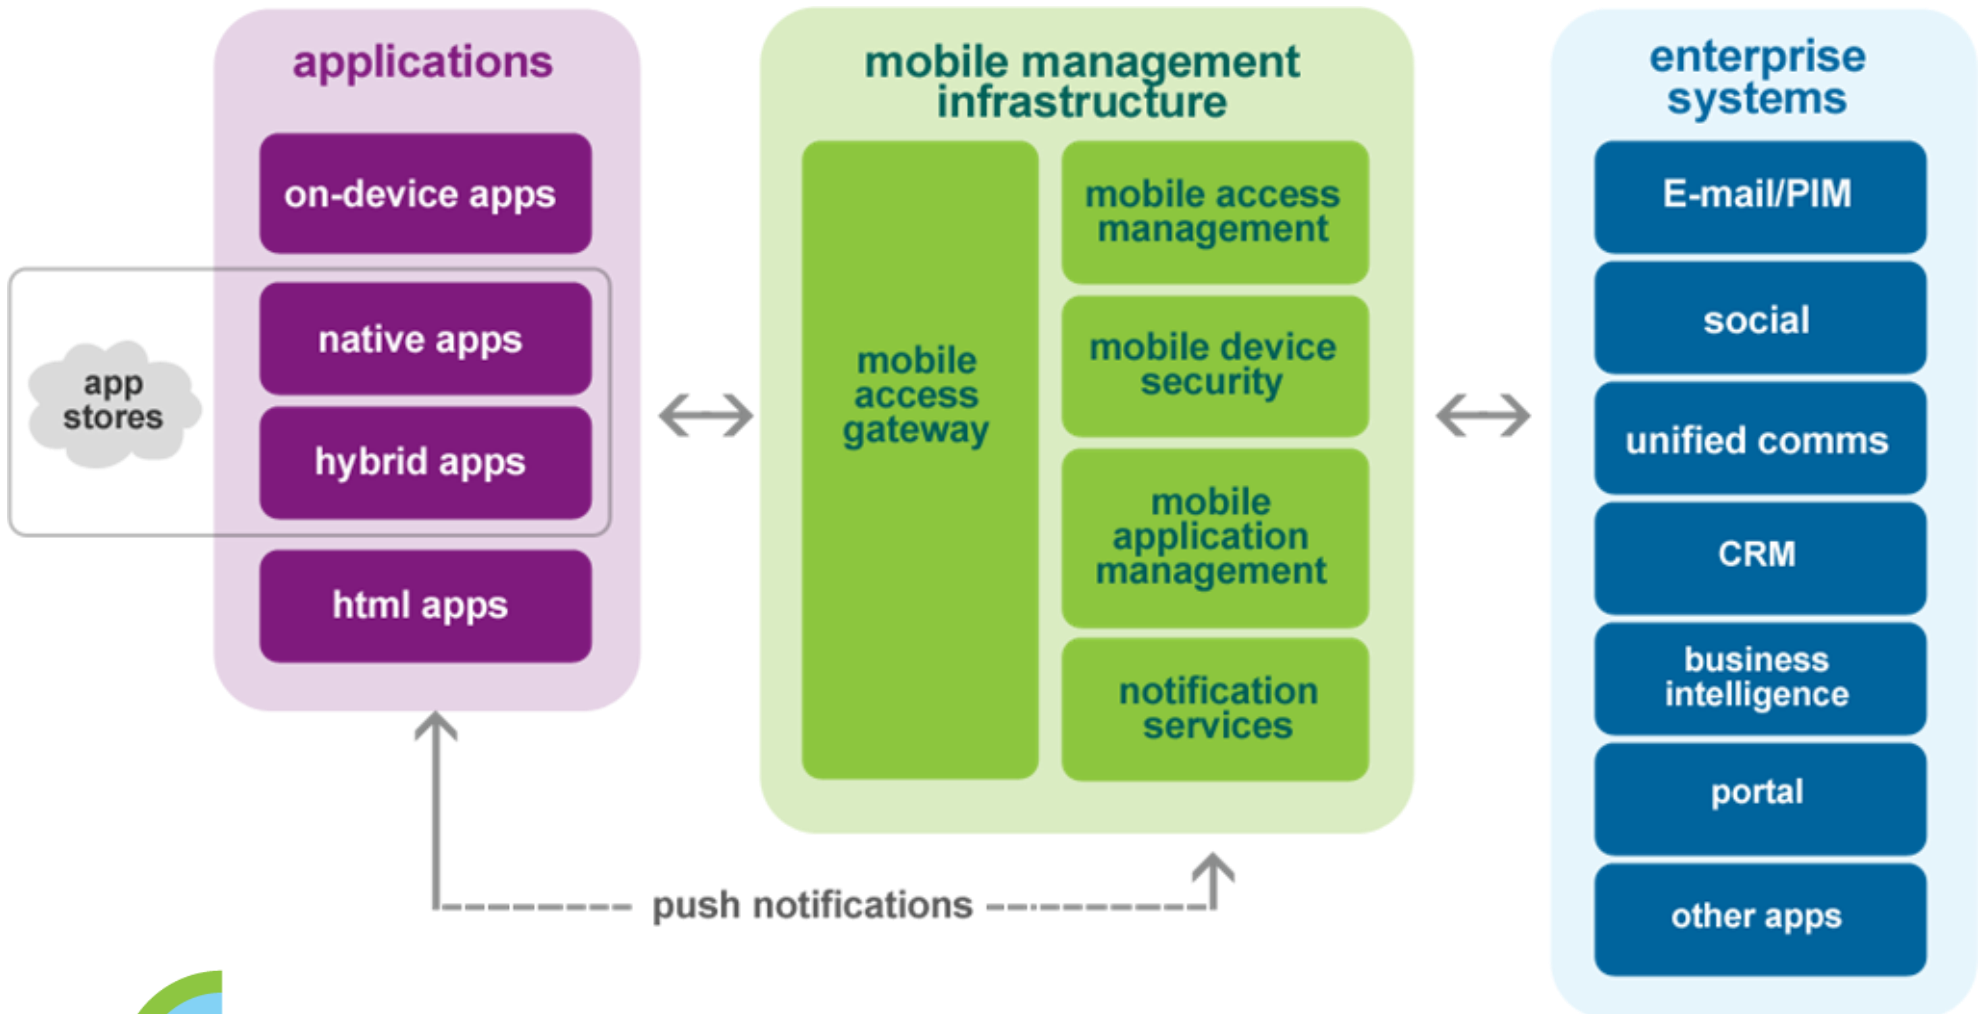 applications
on-device apps
app
stores
native apps
hybrid apps
html apps
mobile management
infrastructure
mobile
access
gateway
mobile access
management
mobile device
security
mobile
application
management
notification
services
push notifications
enterprise
systems
E-mail/PIM
social
unified comms
CRM
business
intelligence
portal
other apps